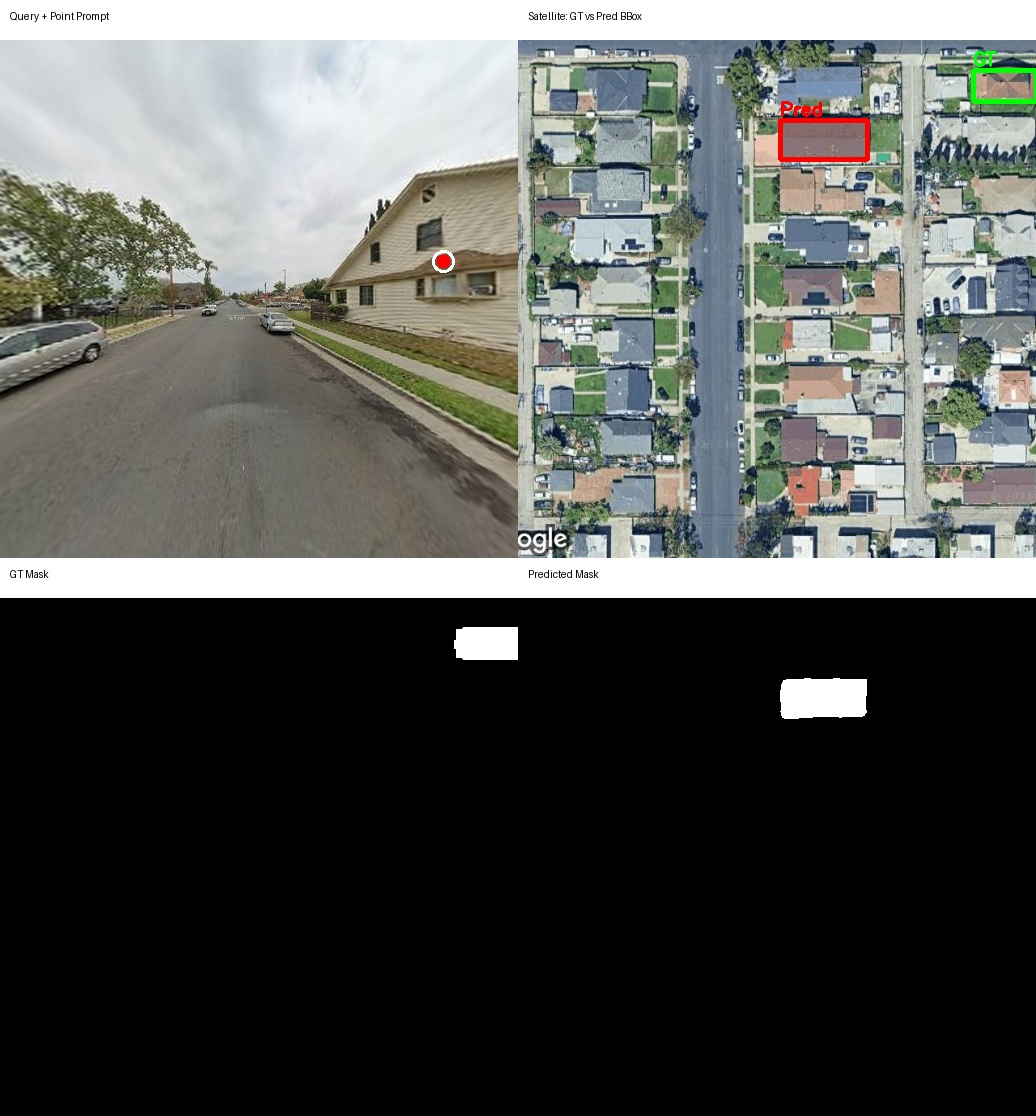 Query + Point Prompt
Satellite: GT vs Pred BBox
GT
Pred
ogle
GT Mask
Predicted Mask